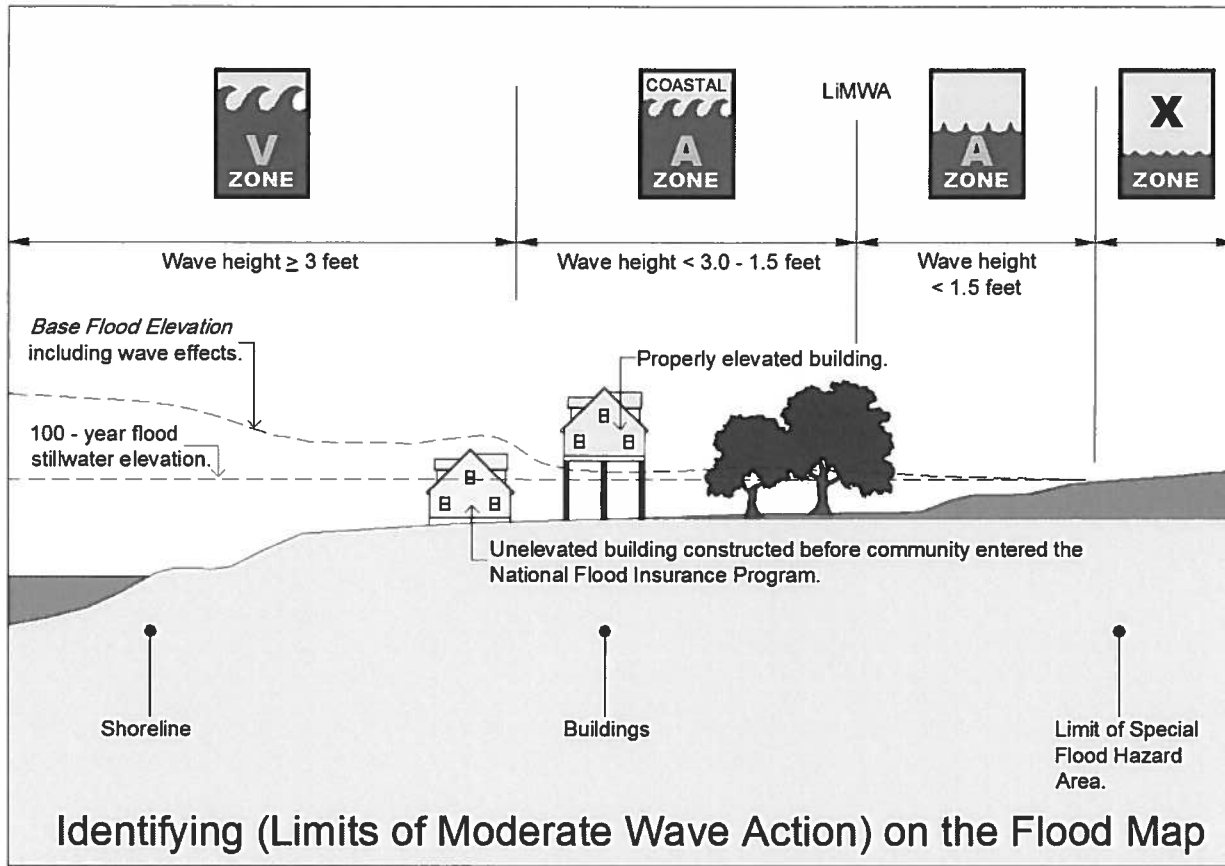 V
ZONE
COASTAL
A
ZONE
LiMWA
A
ZONE
X
ZONE
Wave height ≥ 3 feet
Wave height < 3.0 - 1.5 feet
Wave height
< 1.5 feet
Base Flood Elevation
including wave effects.
Properly elevated building.
100 - year flood
stillwater elevation.
Unelevated building constructed before community entered the
National Flood Insurance Program.
Shoreline
Buildings
Limit of Special
Flood Hazard
Area.
Identifying (Limits of Moderate Wave Action) on the Flood Map